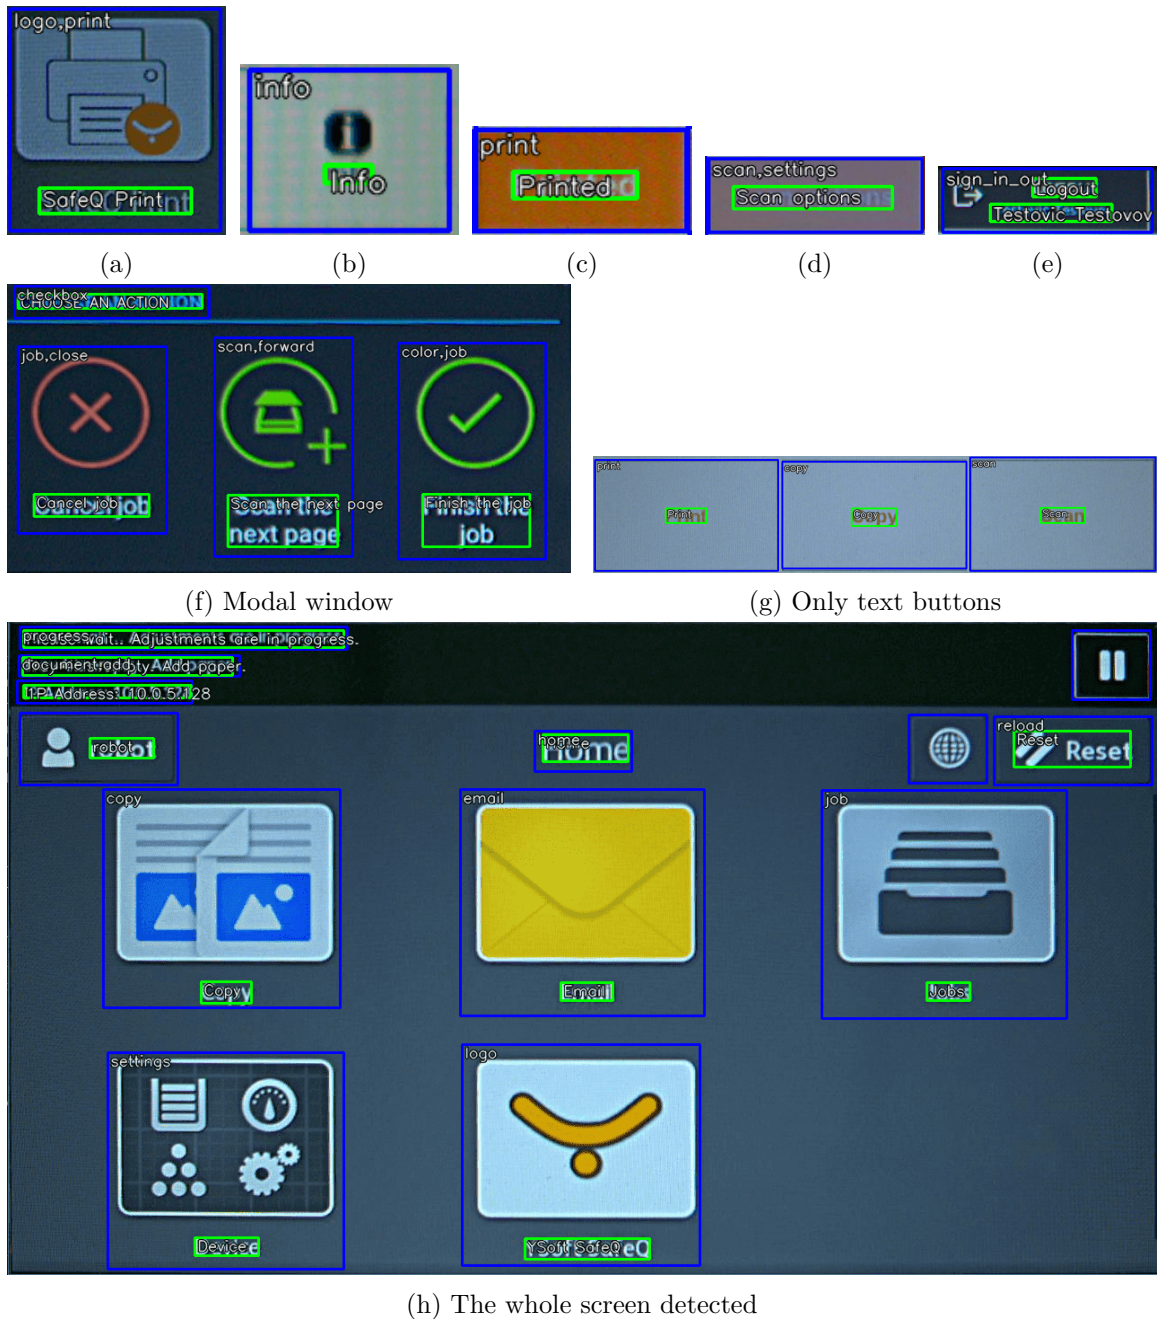 logo,print
SafeQ Print
(a)
info
Info
(b)
print
Printed
(c)
scan,settings
Scan options
(d)
sign_in_out
Logout
Testovic Testovov
(e)
checkbox
CHOOSE AN ACTION
job,close
Cancel job
scan,forward
Scan the next page
next page
color,job
Finish the job
job
(f) Modal window
print
Print
copy
Copy
scan
Scan
(g) Only text buttons
progress
wait.. Adjustments are in progress.
document,add
Add paper.
IP Address: 10.0.5.128
robot
home
Home
reload
Reset
Reset
copy
Copy
email
Email
job
Jobs
settings
Device
logo
YSoft SafeQ
(h) The whole screen detected